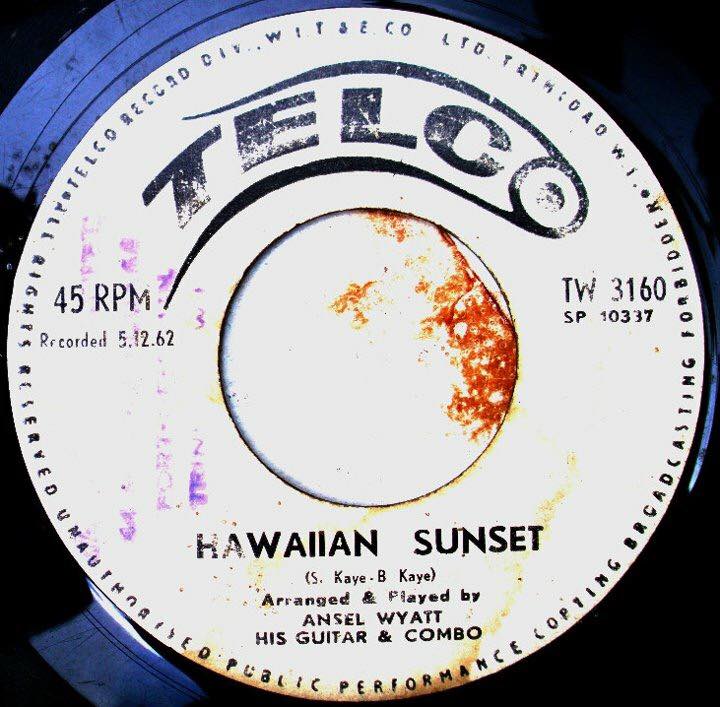 TELCO RECORD DIV., W.I.T & E. CO LTD. TRINIDAD W.I.
TELCO
45 RPM
Recorded 5.12.62
TW 3160
SP 10337
HAWAIIAN SUNSET
(S. Kaye - B Kaye)
Arranged & Played by
ANSEL WYATT
HIS GUITAR & COMBO
RIGHTS RESERVED UNAUTHORISED PUBLIC PERFORMANCE COPYING BROADCASTING FORBIDDEN